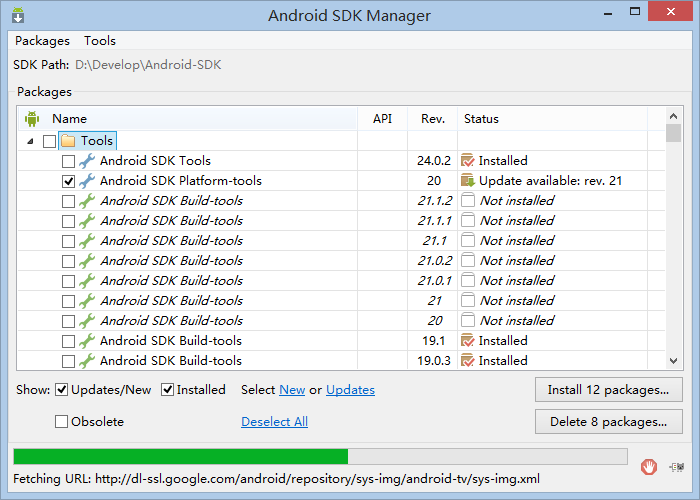 Android SDK Manager
Packages Tools
SDK Path: D:\Develop\Android-SDK
Packages
Name API Rev. Status
Tools
Android SDK Tools 24.0.2 Installed
Android SDK Platform-tools 20 Update available: rev. 21
Android SDK Build-tools 21.1.2 Not installed
Android SDK Build-tools 21.1.1 Not installed
Android SDK Build-tools 21.1 Not installed
Android SDK Build-tools 21.0.2 Not installed
Android SDK Build-tools 21.0.1 Not installed
Android SDK Build-tools 21 Not installed
Android SDK Build-tools 20 Not installed
Android SDK Build-tools 19.1 Installed
Android SDK Build-tools 19.0.3 Installed
Show: Updates/New Installed Select New or Updates Install 12 packages...
Obsolete Deselect All Delete 8 packages...
Fetching URL: http://dl-ssl.google.com/android/repository/sys-img/android-tv/sys-img.xml